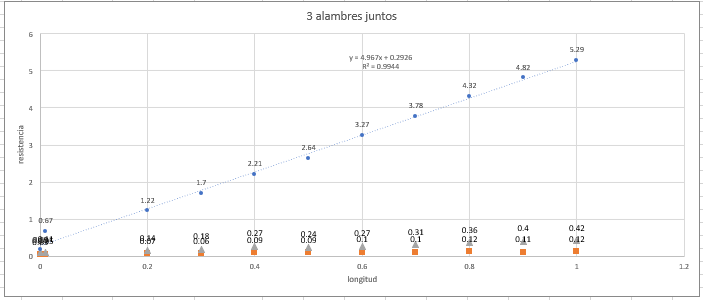 3 alambres juntos
6
y = 4.967x + 0.2926
R² = 0.9944
5.29
5
4.82
4.32
4
3.78
3.27
3
2.64
2.21
2
1.7
1.22
1
0.67
0.14 0.18 0.27 0.24 0.27 0.31 0.36 0.4 0.42
0.07 0.06 0.09 0.09 0.1 0.1 0.12 0.11 0.12
0
0 0.2 0.4 0.6 0.8 1 1.2
resistencia
longitud